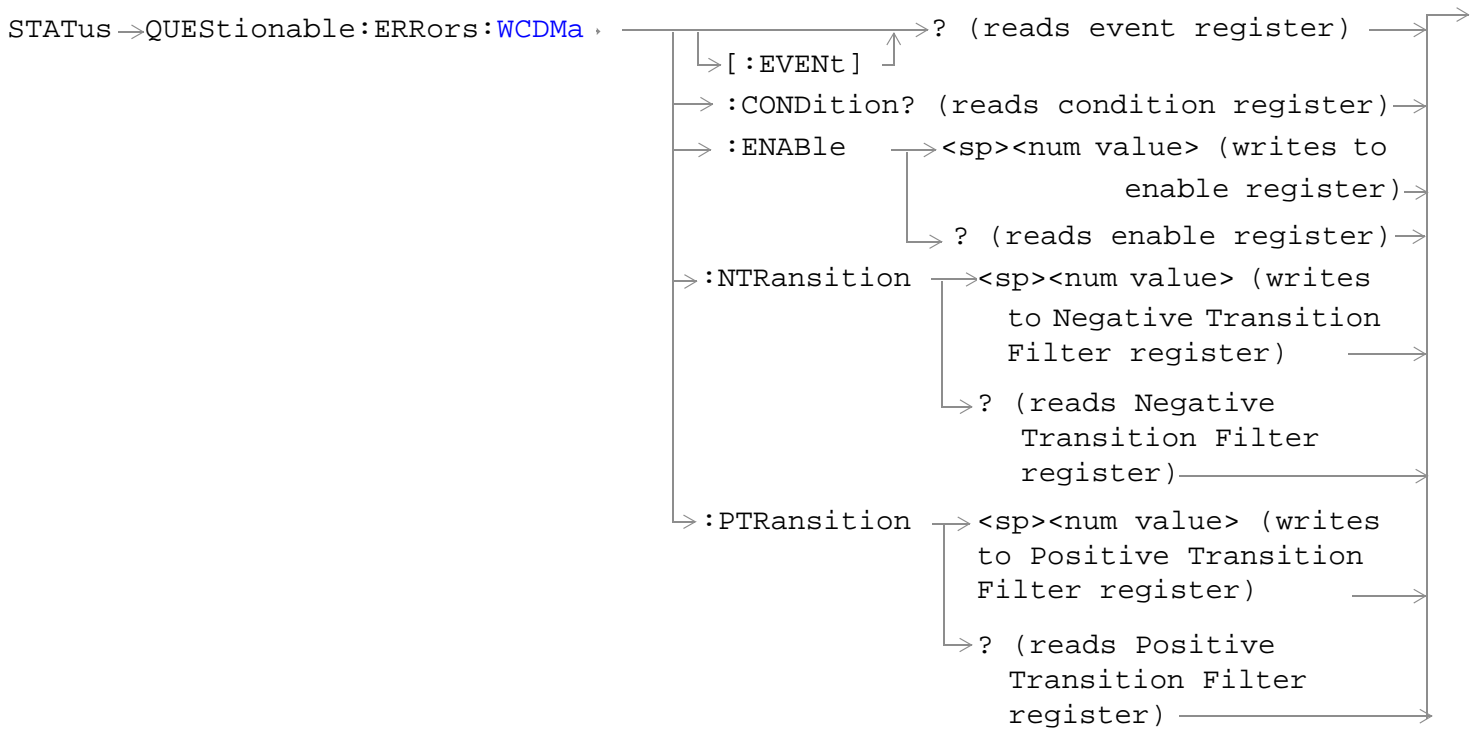 STATus QUEStionable:ERRors:WCDMa ? (reads event register)
[:EVENt]
:CONDition? (reads condition register)
:ENABle <sp><num value> (writes to
enable register)
? (reads enable register)
:NTRansition <sp><num value> (writes
to Negative Transition
Filter register)
? (reads Negative
Transition Filter
register)
:PTRansition <sp><num value> (writes
to Positive Transition
Filter register)
? (reads Positive
Transition Filter
register)